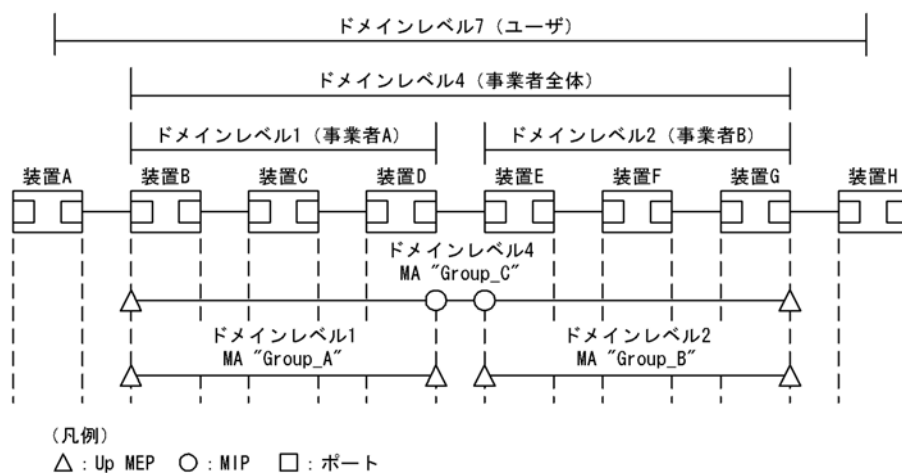 ドメインレベル7（ユーザ）
ドメインレベル4（事業者全体）
ドメインレベル1（事業者A） ドメインレベル2（事業者B）
装置A 装置B 装置C 装置D 装置E 装置F 装置G 装置H
ドメインレベル4
MA "Group_C"
ドメインレベル1 ドメインレベル2
MA "Group_A" MA "Group_B"
（凡例）
△：Up MEP ○：MIP □：ポート